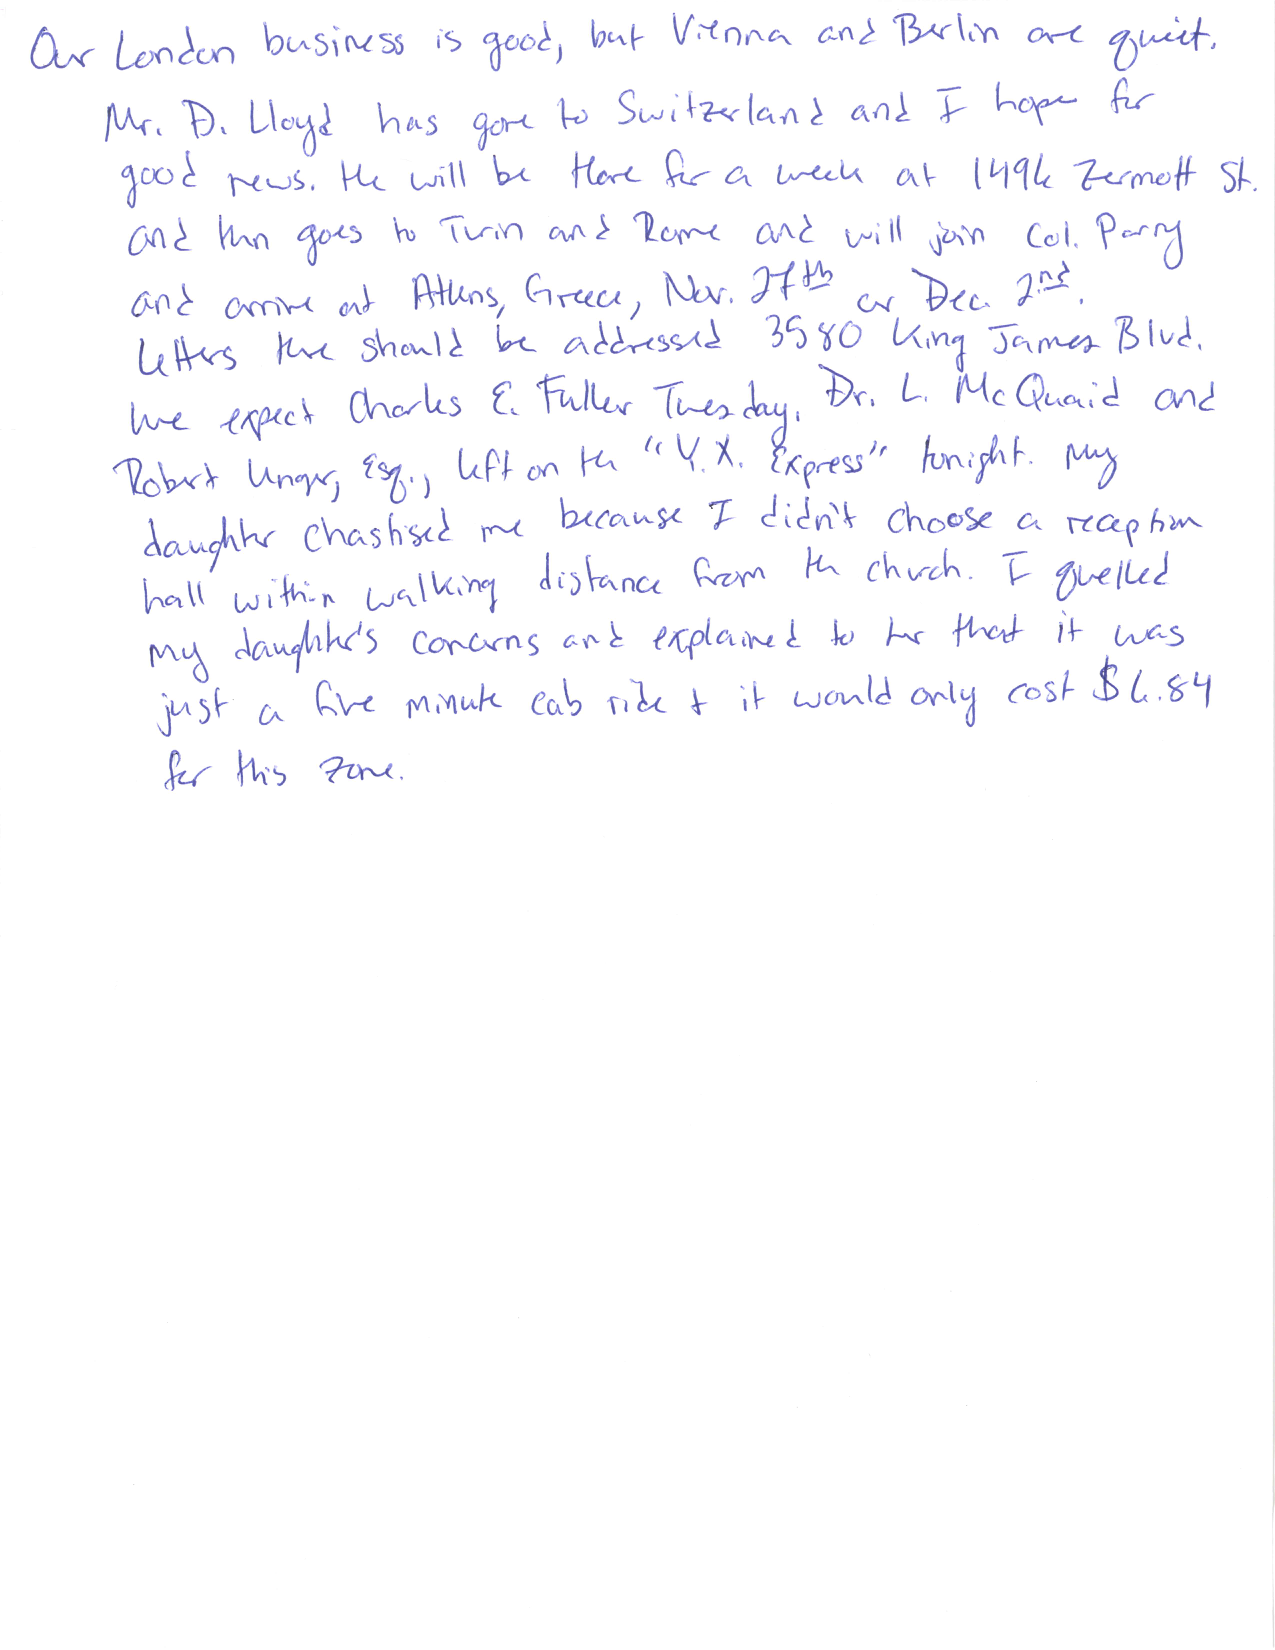 Our London business is good, but Vienna and Berlin are quiet.
Mr. D. Lloyd has gone to Switzerland and I hope for
good news. He will be there for a week at 1496 Zermott St.
and then goes to Turin and Rome and will join Col. Parry
and arrive at Athens, Greece, Nov. 27th or Dec. 2nd.
Letters there should be addressed 3580 King James Blvd.
We expect Charles E. Fuller Tuesday. Dr. L. McQuaid and
Robert Unger, Esq., left on the "Y.X. Express" tonight. My
daughter chastised me because I didn't choose a reception
hall within walking distance from the church. I quelled
my daughter's concerns and explained to her that it was
just a five minute cab ride & it would only cost $6.84
for this zone.